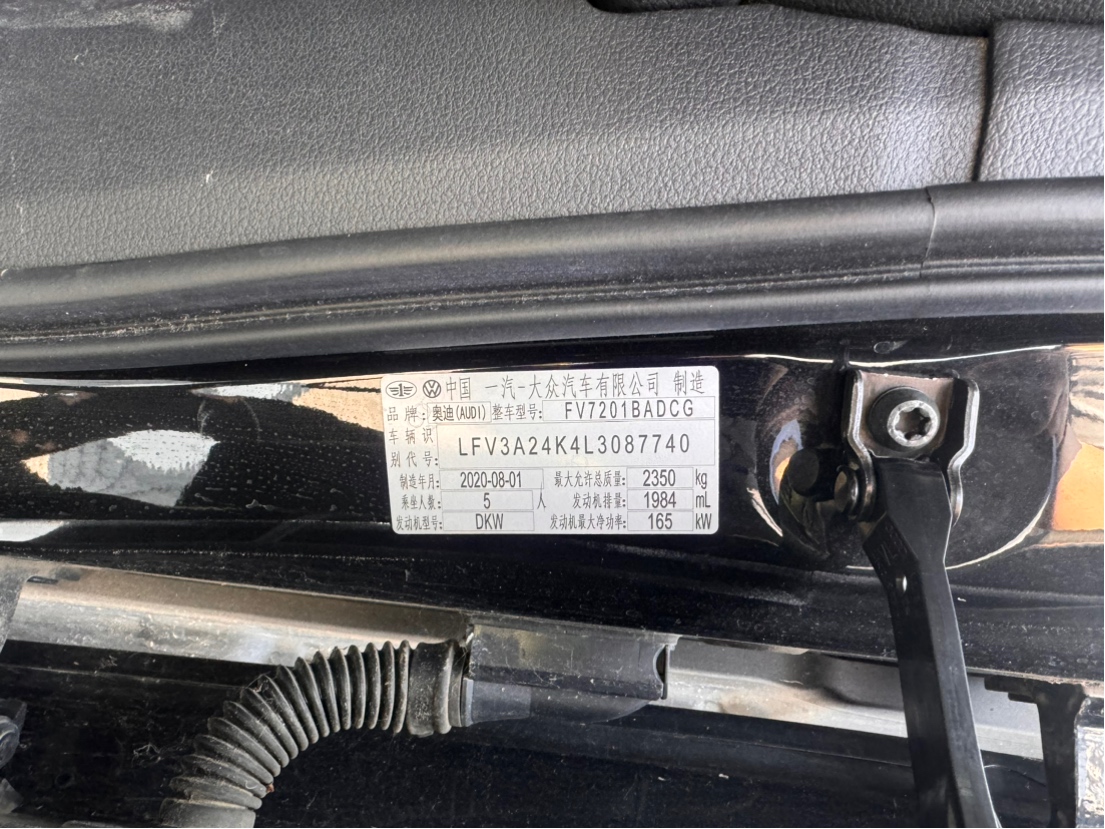 中国 一汽-大众汽车有限公司 制造
品 牌: 奥迪(AUDI) 整车型号: FV7201BADCG
车 辆 识
别 代 号: LFV3A24K4L3087740
制造年月: 2020-08-01 最大允许总质量: 2350 kg
乘坐人数: 5 人 发动机排量: 1984 mL
发动机型号: DKW 发动机最大净功率: 165 kW